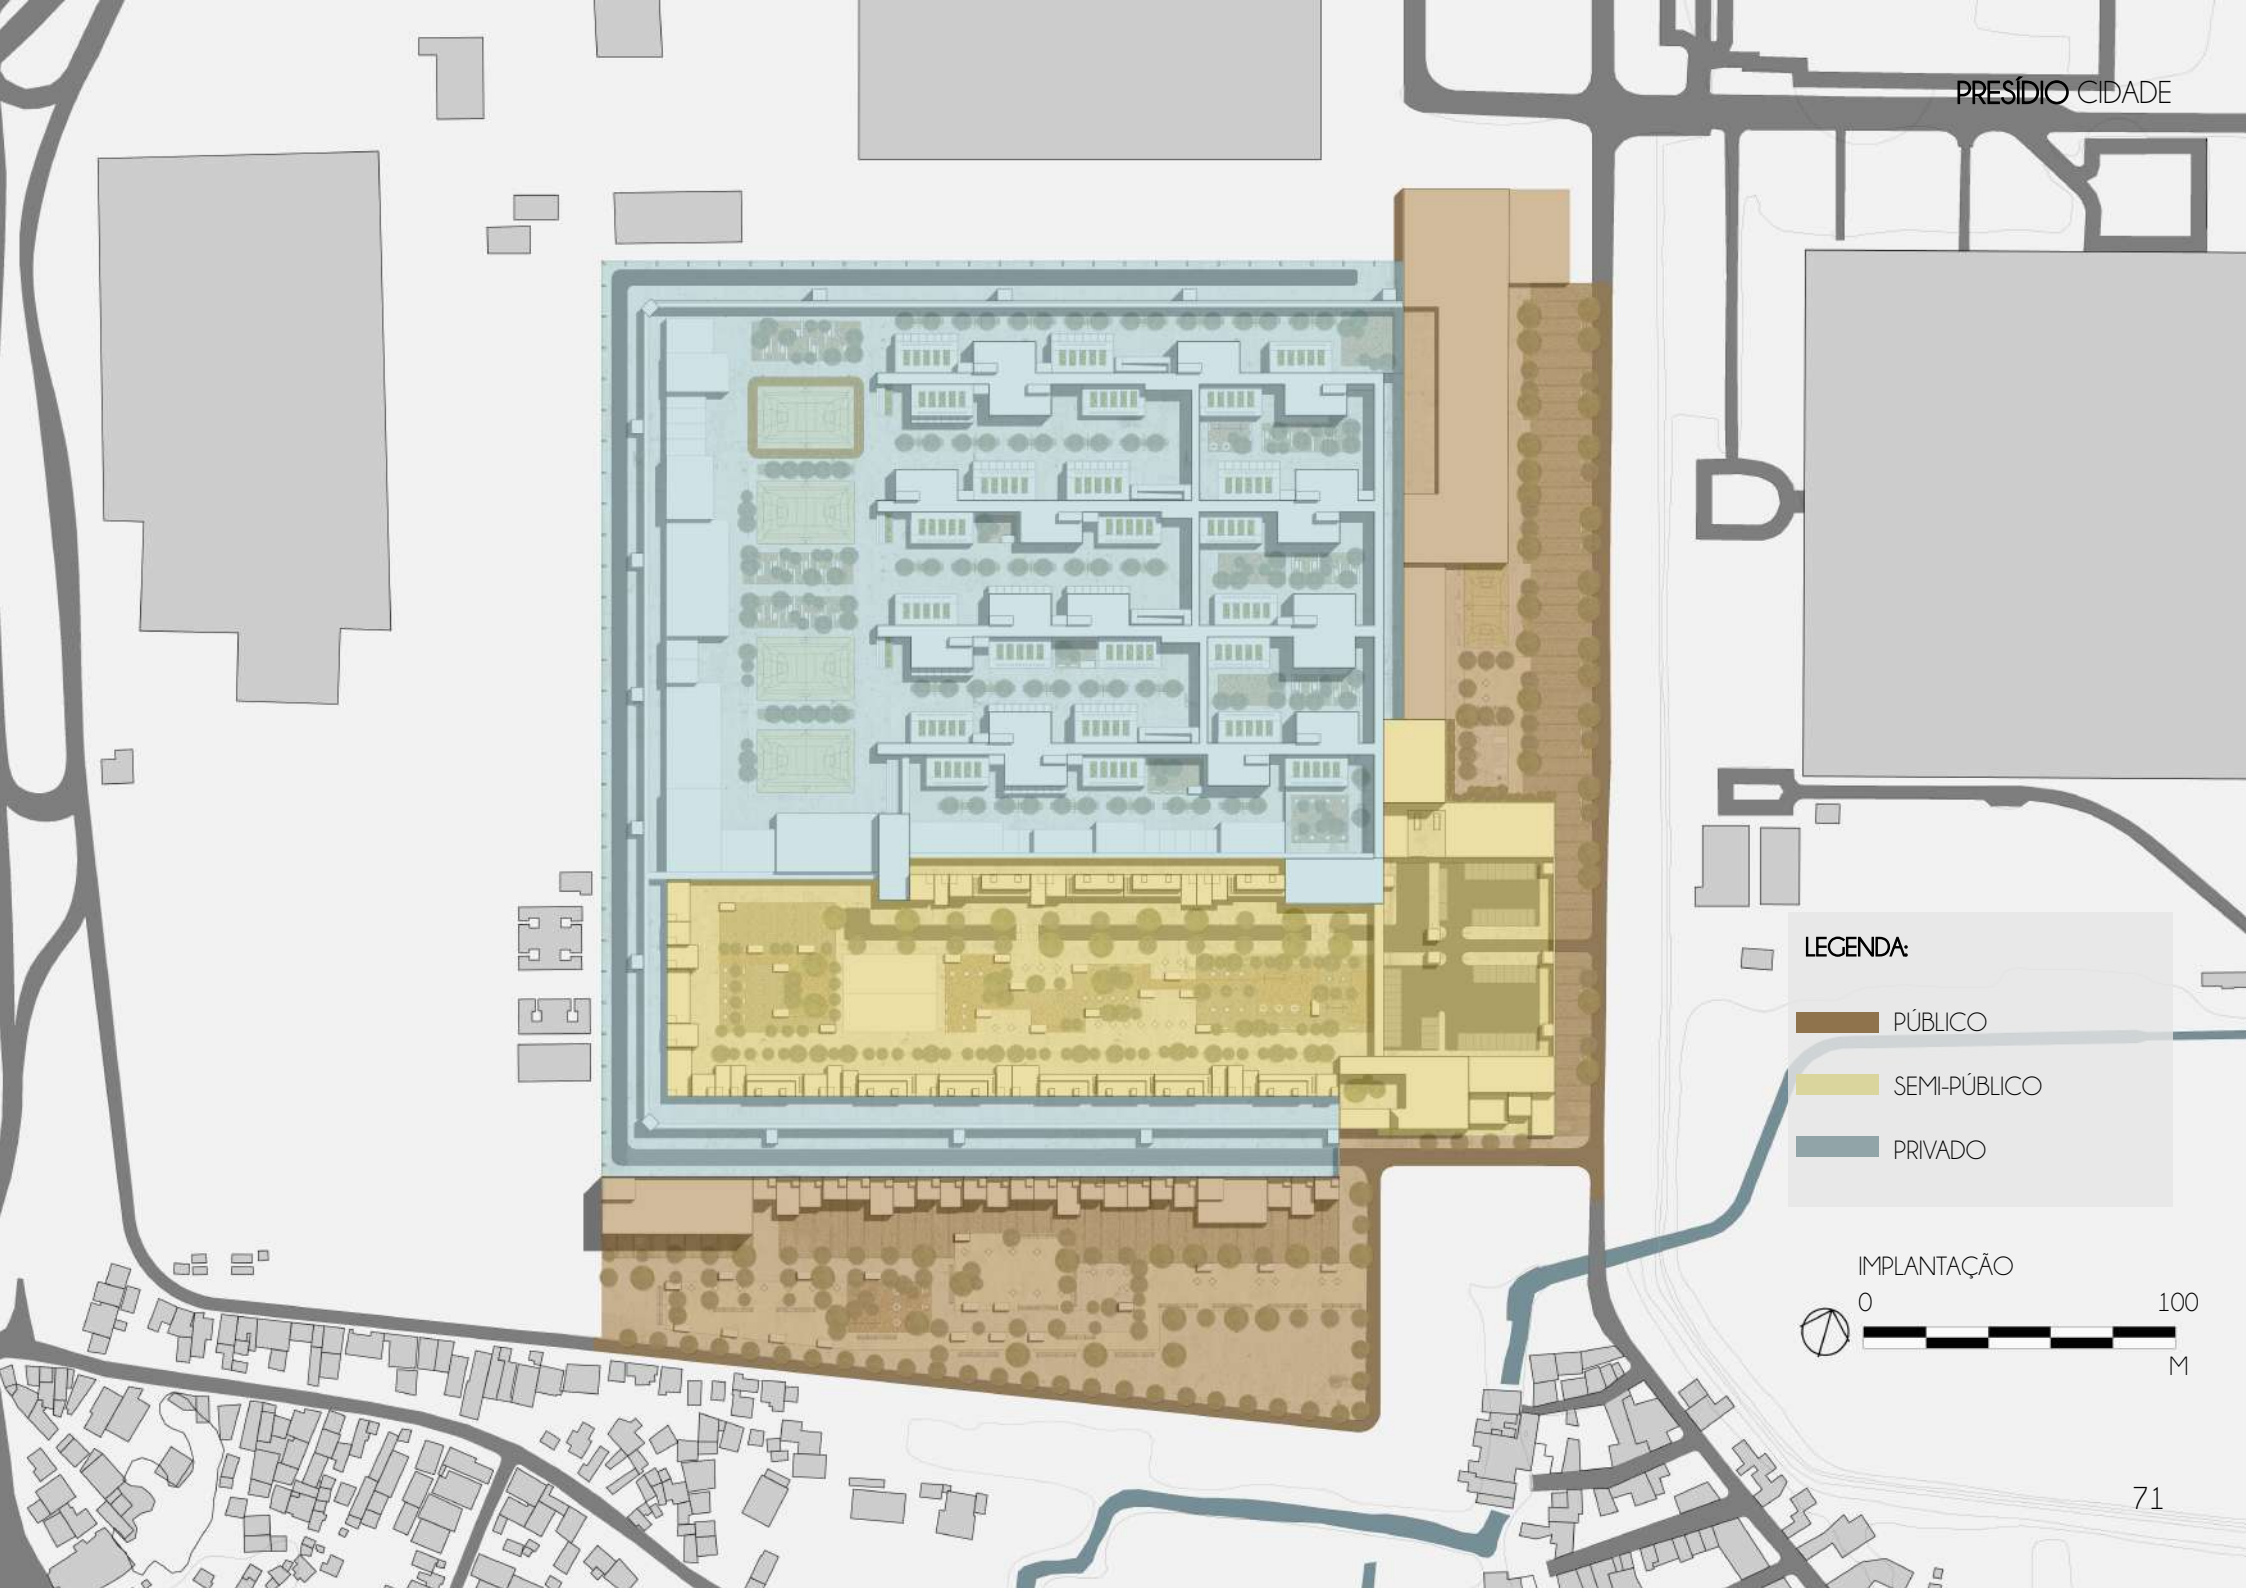 PRESÍDIO CIDADE
LEGENDA:
PÚBLICO
SEMI-PÚBLICO
PRIVADO
IMPLANTAÇÃO
0 100
M
71